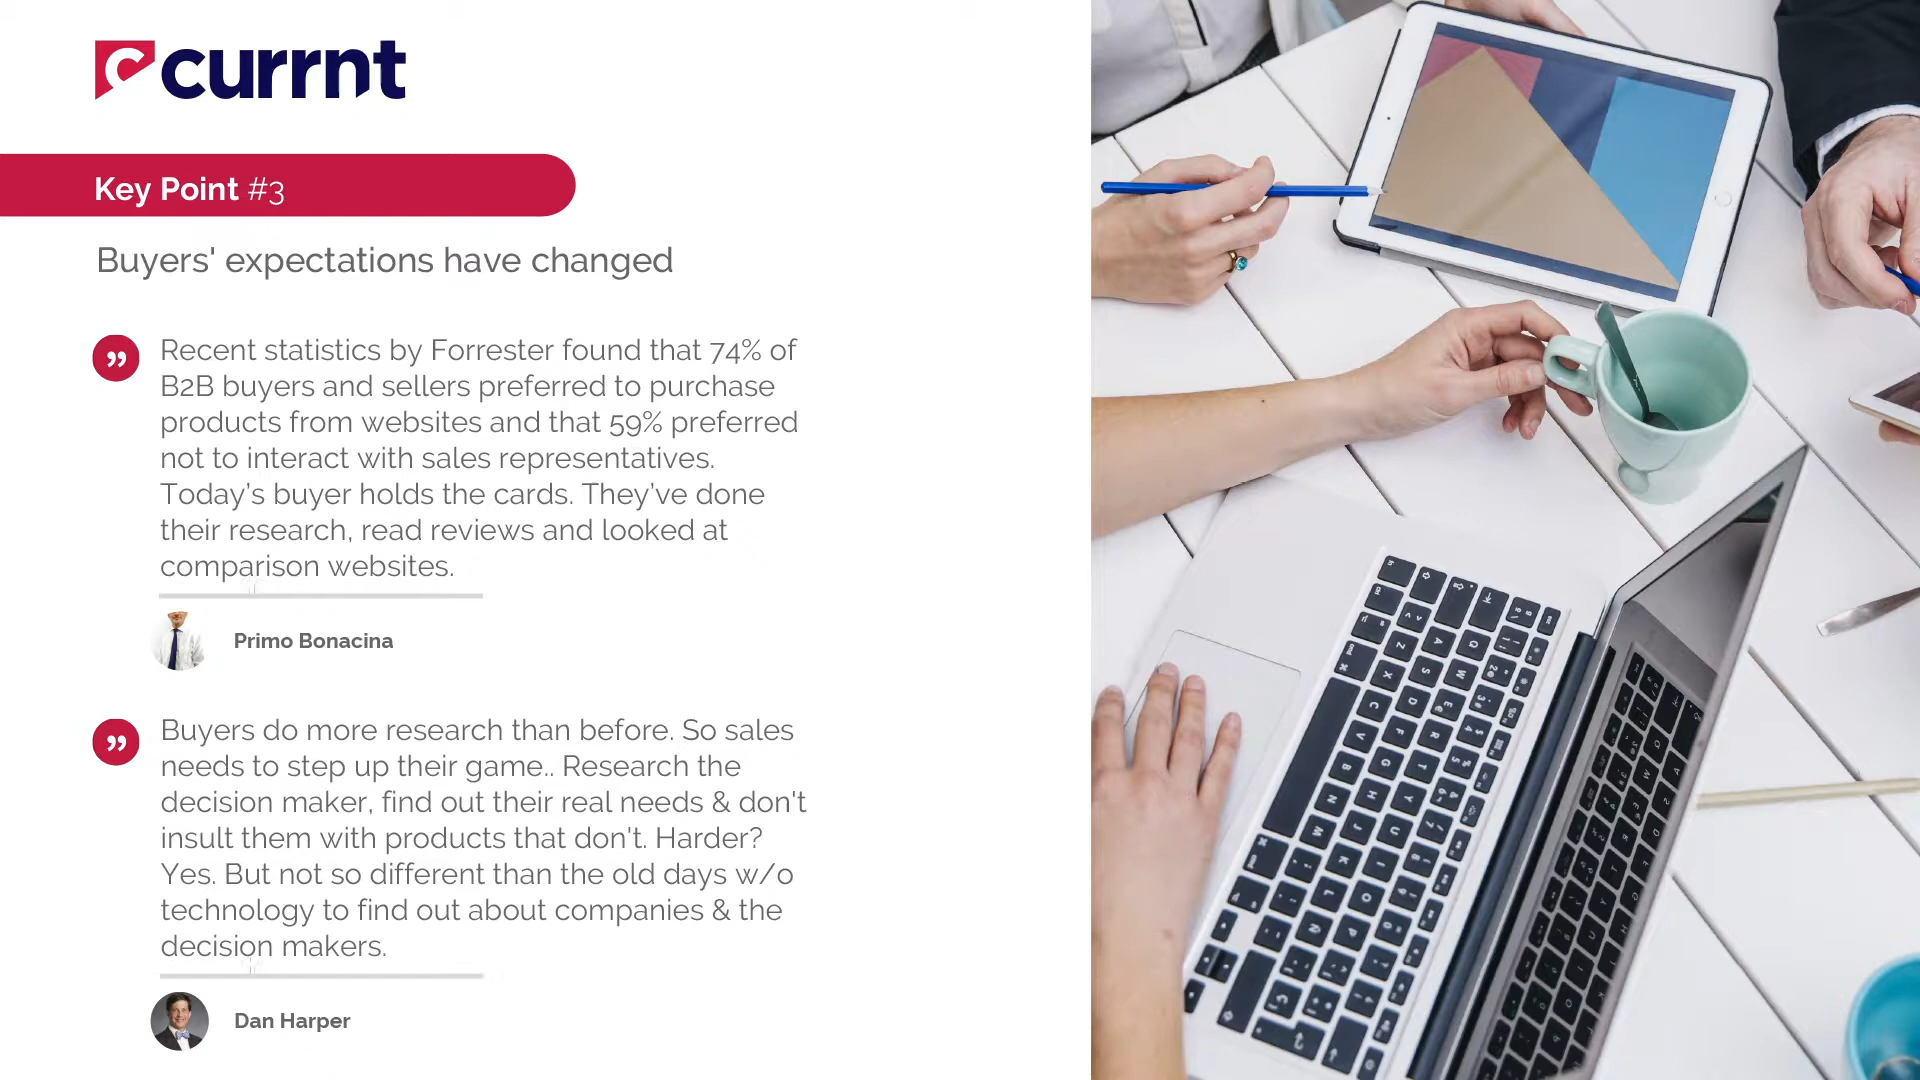 currnt
Key Point #3
Buyers' expectations have changed
Recent statistics by Forrester found that 74% of
B2B buyers and sellers preferred to purchase
products from websites and that 59% preferred
not to interact with sales representatives.
Today’s buyer holds the cards. They’ve done
their research, read reviews and looked at
comparison websites.
Primo Bonacina
Buyers do more research than before. So sales
needs to step up their game.. Research the
decision maker, find out their real needs & don't
insult them with products that don't. Harder?
Yes. But not so different than the old days w/o
technology to find out about companies & the
decision makers.
Dan Harper